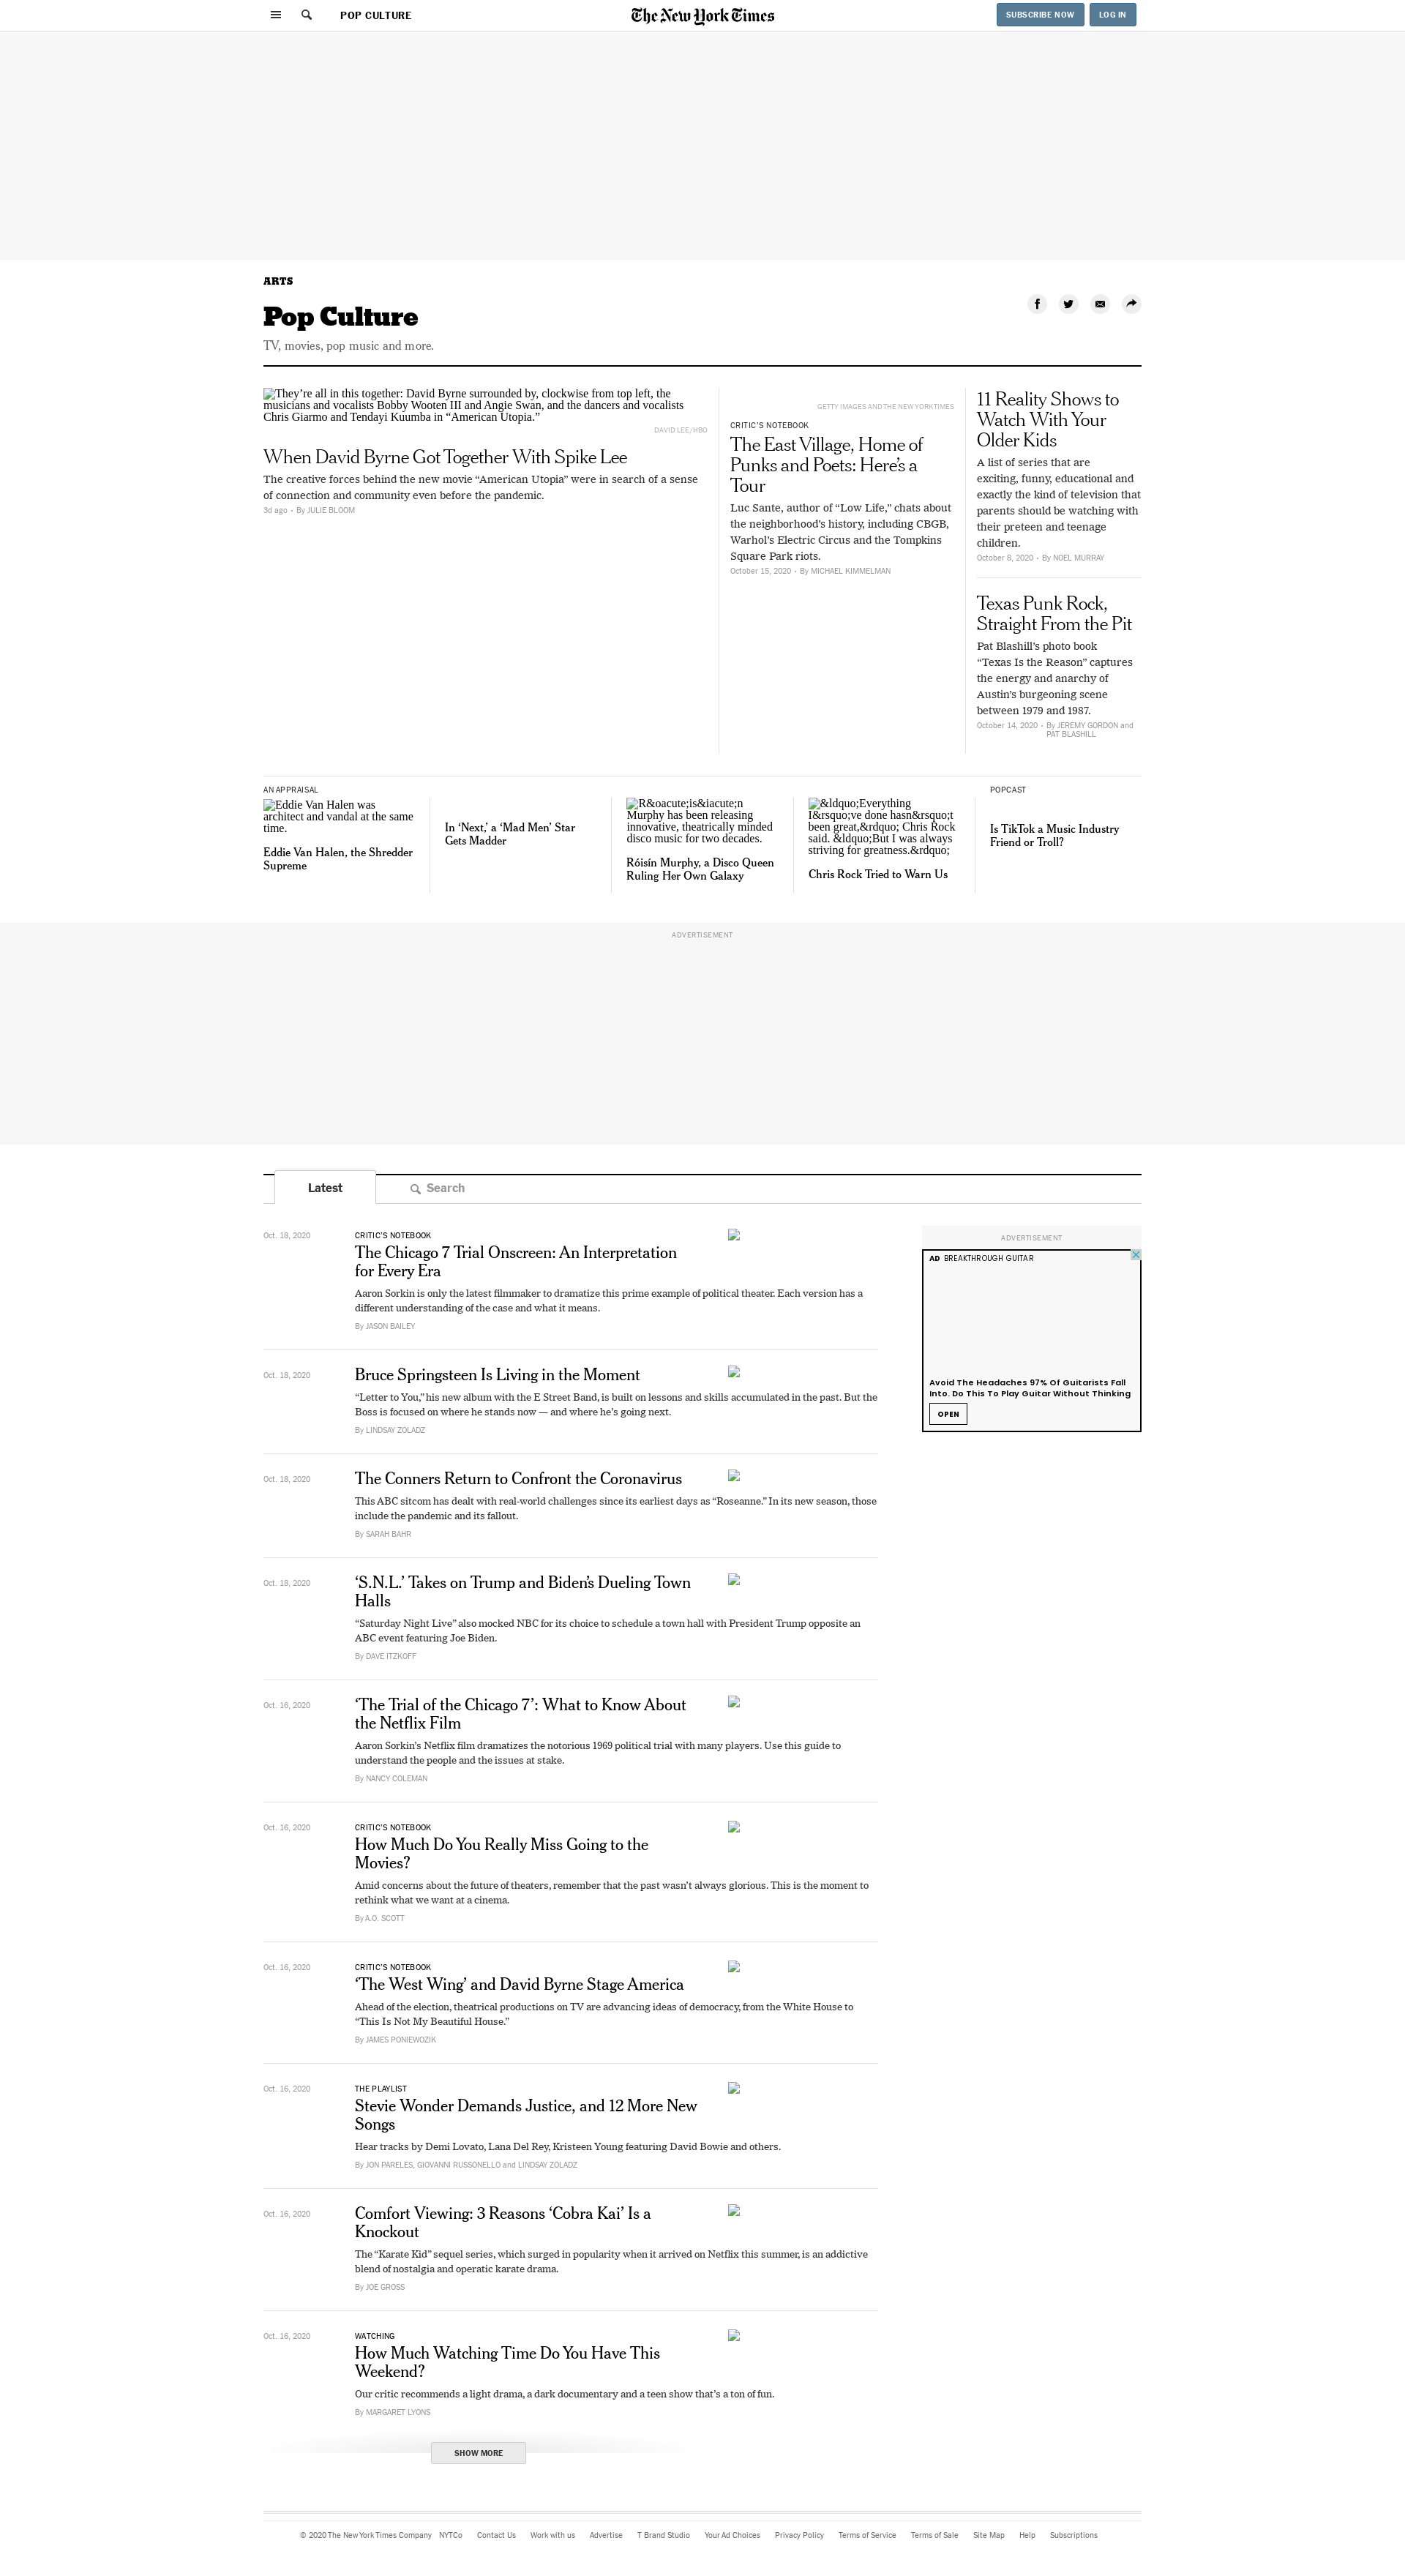 POP CULTURE
The New York Times
SUBSCRIBE NOW
LOG IN
ARTS
Pop Culture
TV, movies, pop music and more.
They’re all in this together: David Byrne surrounded by, clockwise from top left, the
musicians and vocalists Bobby Wooten III and Angie Swan, and the dancers and vocalists
Chris Giarmo and Tendayi Kuumba in “American Utopia.”
DAVID LEE/HBO
When David Byrne Got Together With Spike Lee
The creative forces behind the new movie “American Utopia” were in search of a sense
of connection and community even before the pandemic.
3d ago • By JULIE BLOOM
GETTY IMAGES AND THE NEW YORK TIMES
CRITIC’S NOTEBOOK
The East Village, Home of
Punks and Poets: Here’s a
Tour
Luc Sante, author of “Low Life,” chats about
the neighborhood’s history, including CBGB,
Warhol’s Electric Circus and the Tompkins
Square Park riots.
October 15, 2020 • By MICHAEL KIMMELMAN
11 Reality Shows to
Watch With Your
Older Kids
A list of series that are
exciting, funny, educational and
exactly the kind of television that
parents should be watching with
their preteen and teenage
children.
October 8, 2020 • By NOEL MURRAY
Texas Punk Rock,
Straight From the Pit
Pat Blashill’s photo book
“Texas Is the Reason” captures
the energy and anarchy of
Austin’s burgeoning scene
between 1979 and 1987.
October 14, 2020 • By JEREMY GORDON and
PAT BLASHILL
AN APPRAISAL
Eddie Van Halen was
architect and vandal at the same
time.
Eddie Van Halen, the Shredder
Supreme
In ‘Next,’ a ‘Mad Men’ Star
Gets Madder
R&oacute;is&iacute;n
Murphy has been releasing
innovative, theatrically minded
disco music for two decades.
Róisín Murphy, a Disco Queen
Ruling Her Own Galaxy
&ldquo;Everything
I&rsquo;ve done hasn&rsquo;t
been great,&rdquo; Chris Rock
said. &ldquo;But I was always
striving for greatness.&rdquo;
Chris Rock Tried to Warn Us
POPCAST
Is TikTok a Music Industry
Friend or Troll?
ADVERTISEMENT
Latest
Search
Oct. 18, 2020
CRITIC’S NOTEBOOK
The Chicago 7 Trial Onscreen: An Interpretation
for Every Era
Aaron Sorkin is only the latest filmmaker to dramatize this prime example of political theater. Each version has a
different understanding of the case and what it means.
By JASON BAILEY
ADVERTISEMENT
AD BREAKTHROUGH GUITAR
Avoid The Headaches 97% Of Guitarists Fall
Into. Do This To Play Guitar Without Thinking
OPEN
Oct. 18, 2020
Bruce Springsteen Is Living in the Moment
“Letter to You,” his new album with the E Street Band, is built on lessons and skills accumulated in the past. But the
Boss is focused on where he stands now — and where he’s going next.
By LINDSAY ZOLADZ
Oct. 18, 2020
The Conners Return to Confront the Coronavirus
This ABC sitcom has dealt with real-world challenges since its earliest days as “Roseanne.” In its new season, those
include the pandemic and its fallout.
By SARAH BAHR
Oct. 18, 2020
‘S.N.L.’ Takes on Trump and Biden’s Dueling Town
Halls
“Saturday Night Live” also mocked NBC for its choice to schedule a town hall with President Trump opposite an
ABC event featuring Joe Biden.
By DAVE ITZKOFF
Oct. 16, 2020
‘The Trial of the Chicago 7’: What to Know About
the Netflix Film
Aaron Sorkin’s Netflix film dramatizes the notorious 1969 political trial with many players. Use this guide to
understand the people and the issues at stake.
By NANCY COLEMAN
Oct. 16, 2020
CRITIC’S NOTEBOOK
How Much Do You Really Miss Going to the
Movies?
Amid concerns about the future of theaters, remember that the past wasn’t always glorious. This is the moment to
rethink what we want at a cinema.
By A.O. SCOTT
Oct. 16, 2020
CRITIC’S NOTEBOOK
‘The West Wing’ and David Byrne Stage America
Ahead of the election, theatrical productions on TV are advancing ideas of democracy, from the White House to
“This Is Not My Beautiful House.”
By JAMES PONIEWOZIK
Oct. 16, 2020
THE PLAYLIST
Stevie Wonder Demands Justice, and 12 More New
Songs
Hear tracks by Demi Lovato, Lana Del Rey, Kristeen Young featuring David Bowie and others.
By JON PARELES, GIOVANNI RUSSONELLO and LINDSAY ZOLADZ
Oct. 16, 2020
Comfort Viewing: 3 Reasons ‘Cobra Kai’ Is a
Knockout
The “Karate Kid” sequel series, which surged in popularity when it arrived on Netflix this summer, is an addictive
blend of nostalgia and operatic karate drama.
By JOE GROSS
Oct. 16, 2020
WATCHING
How Much Watching Time Do You Have This
Weekend?
Our critic recommends a light drama, a dark documentary and a teen show that’s a ton of fun.
By MARGARET LYONS
SHOW MORE
© 2020 The New York Times Company NYTCo Contact Us Work with us Advertise T Brand Studio Your Ad Choices Privacy Policy Terms of Service Terms of Sale Site Map Help Subscriptions